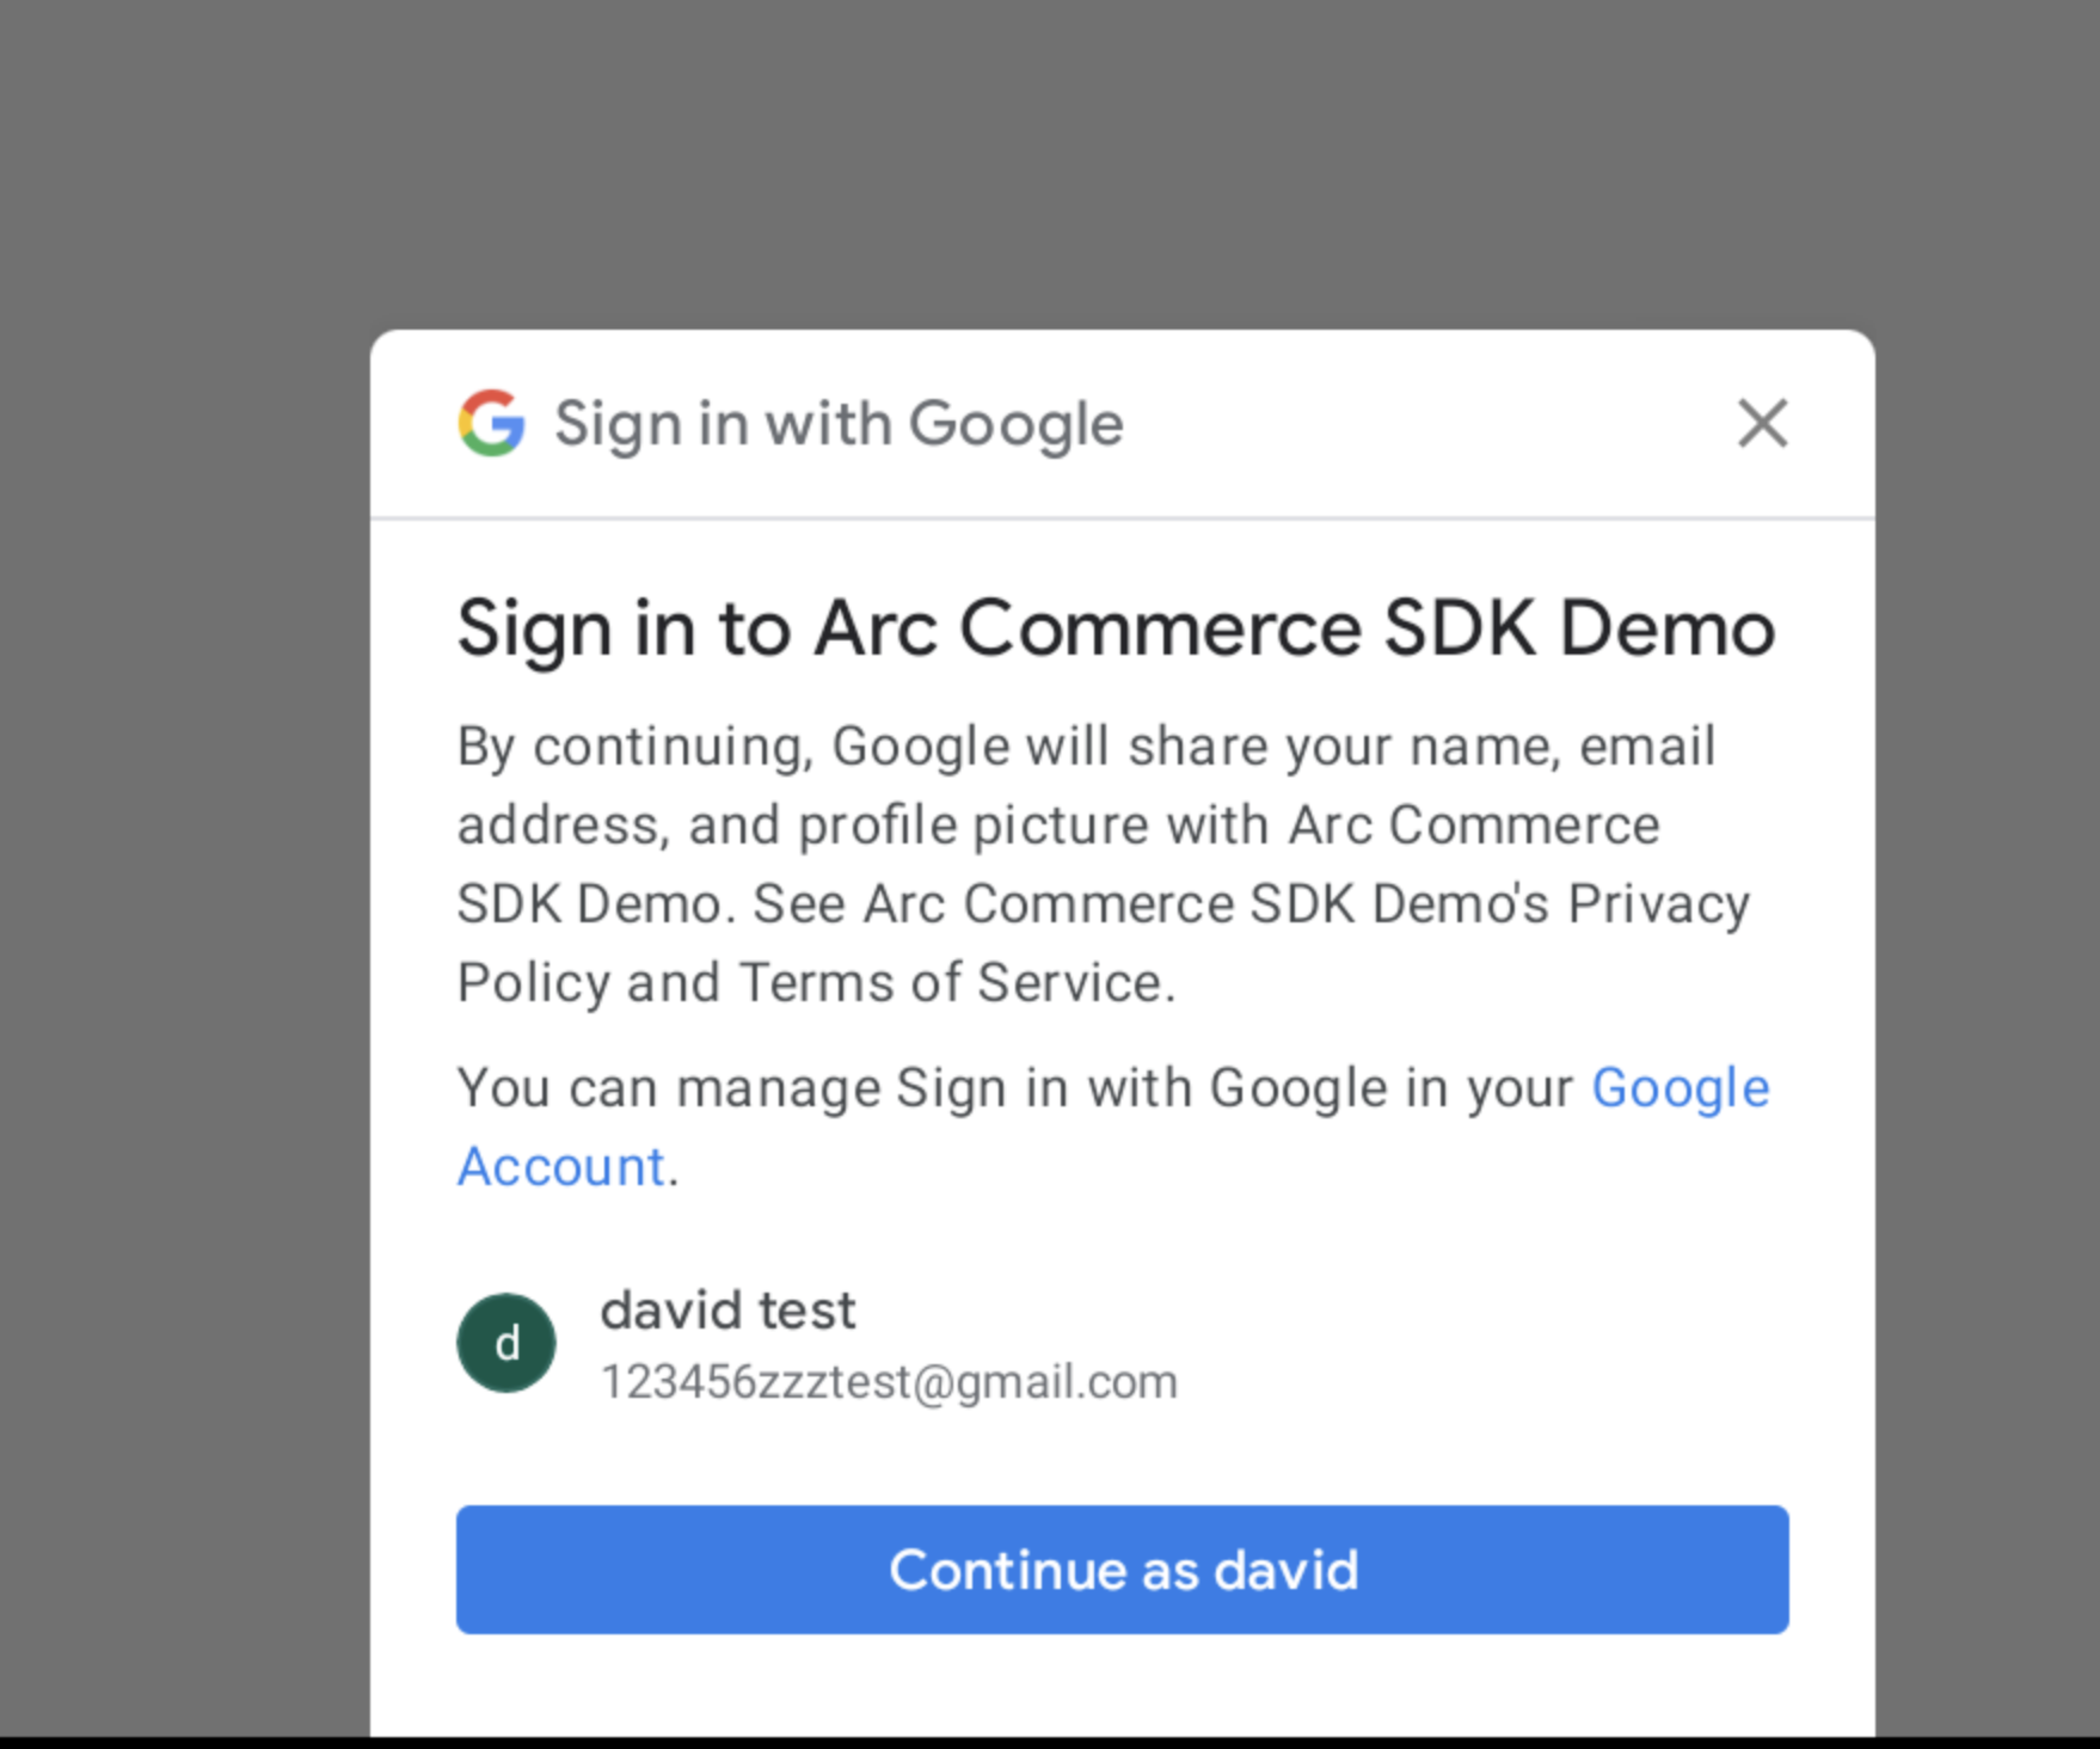 Sign in with Google
Sign in to Arc Commerce SDK Demo
By continuing, Google will share your name, email
address, and profile picture with Arc Commerce
SDK Demo. See Arc Commerce SDK Demo's Privacy
Policy and Terms of Service.
You can manage Sign in with Google in your Google
Account.
d
david test
123456zzztest@gmail.com
Continue as david